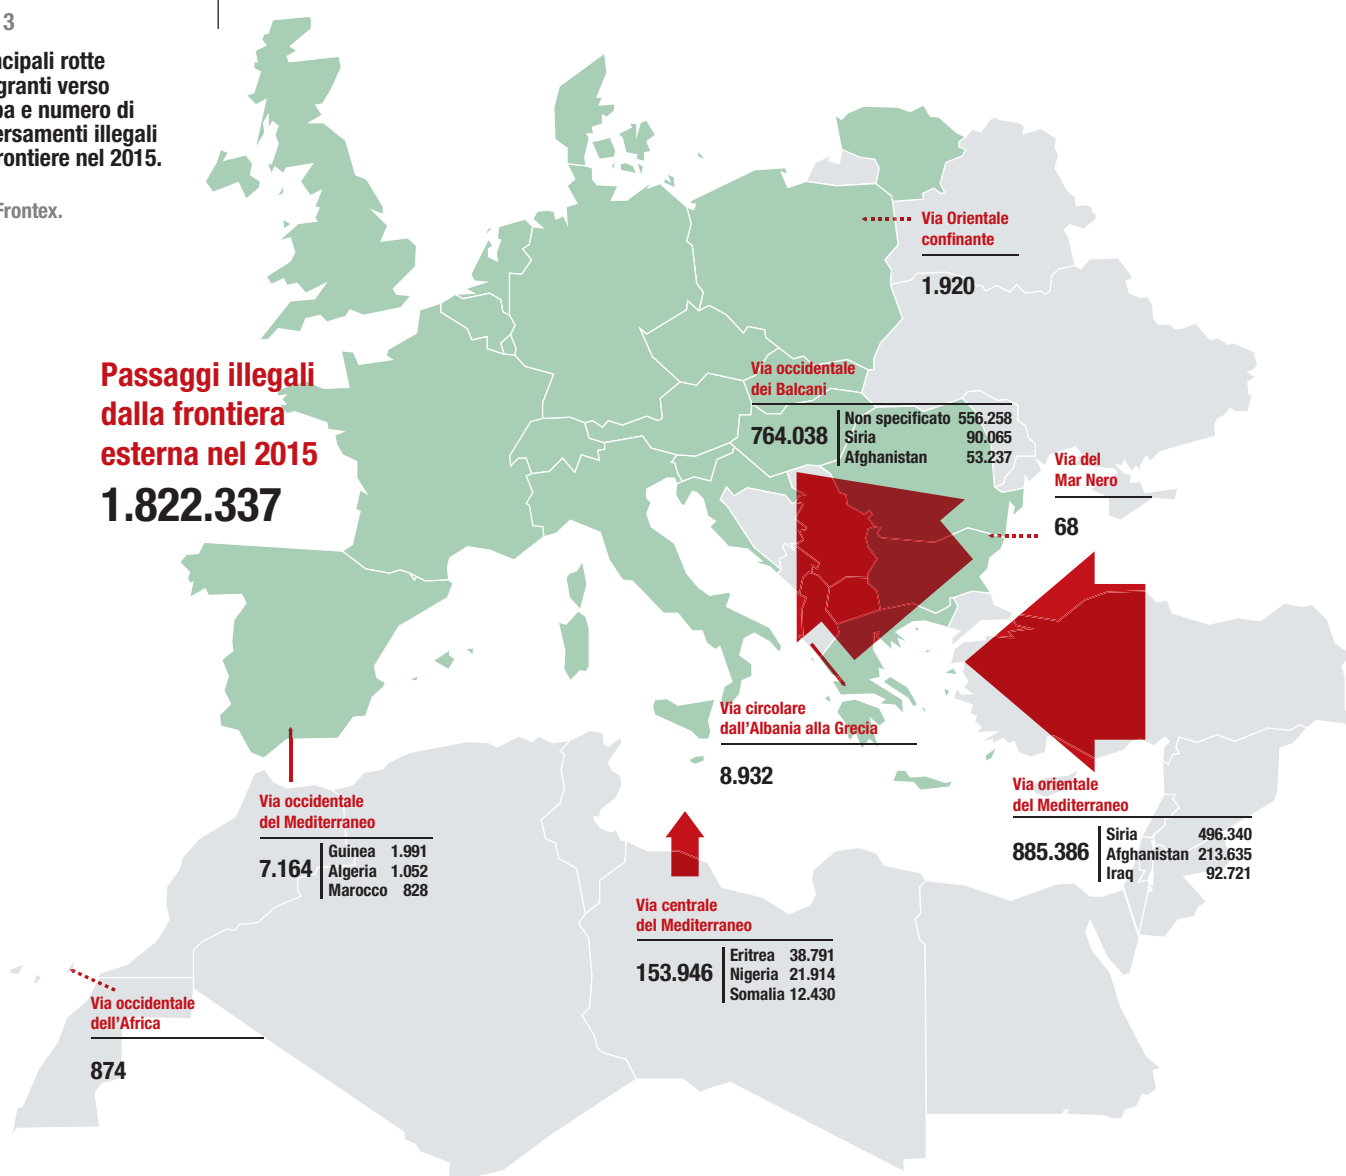 3
ncipali rotte
granti verso
pa e numero di
ersamenti illegali
rontiere nel 2015.
Frontex.
Passaggi illegali
dalla frontiera
esterna nel 2015
1.822.337
Via Orientale
confinante
1.920
Via occidentale
dei Balcani
764.038
Non specificato 556.258
Siria 90.065
Afghanistan 53.237
Via del
Mar Nero
68
Via circolare
dall'Albania alla Grecia
8.932
Via orientale
del Mediterraneo
885.386
Siria 496.340
Afghanistan 213.635
Iraq 92.721
Via occidentale
del Mediterraneo
7.164
Guinea 1.991
Algeria 1.052
Marocco 828
Via centrale
del Mediterraneo
153.946
Eritrea 38.791
Nigeria 21.914
Somalia 12.430
Via occidentale
dell'Africa
874